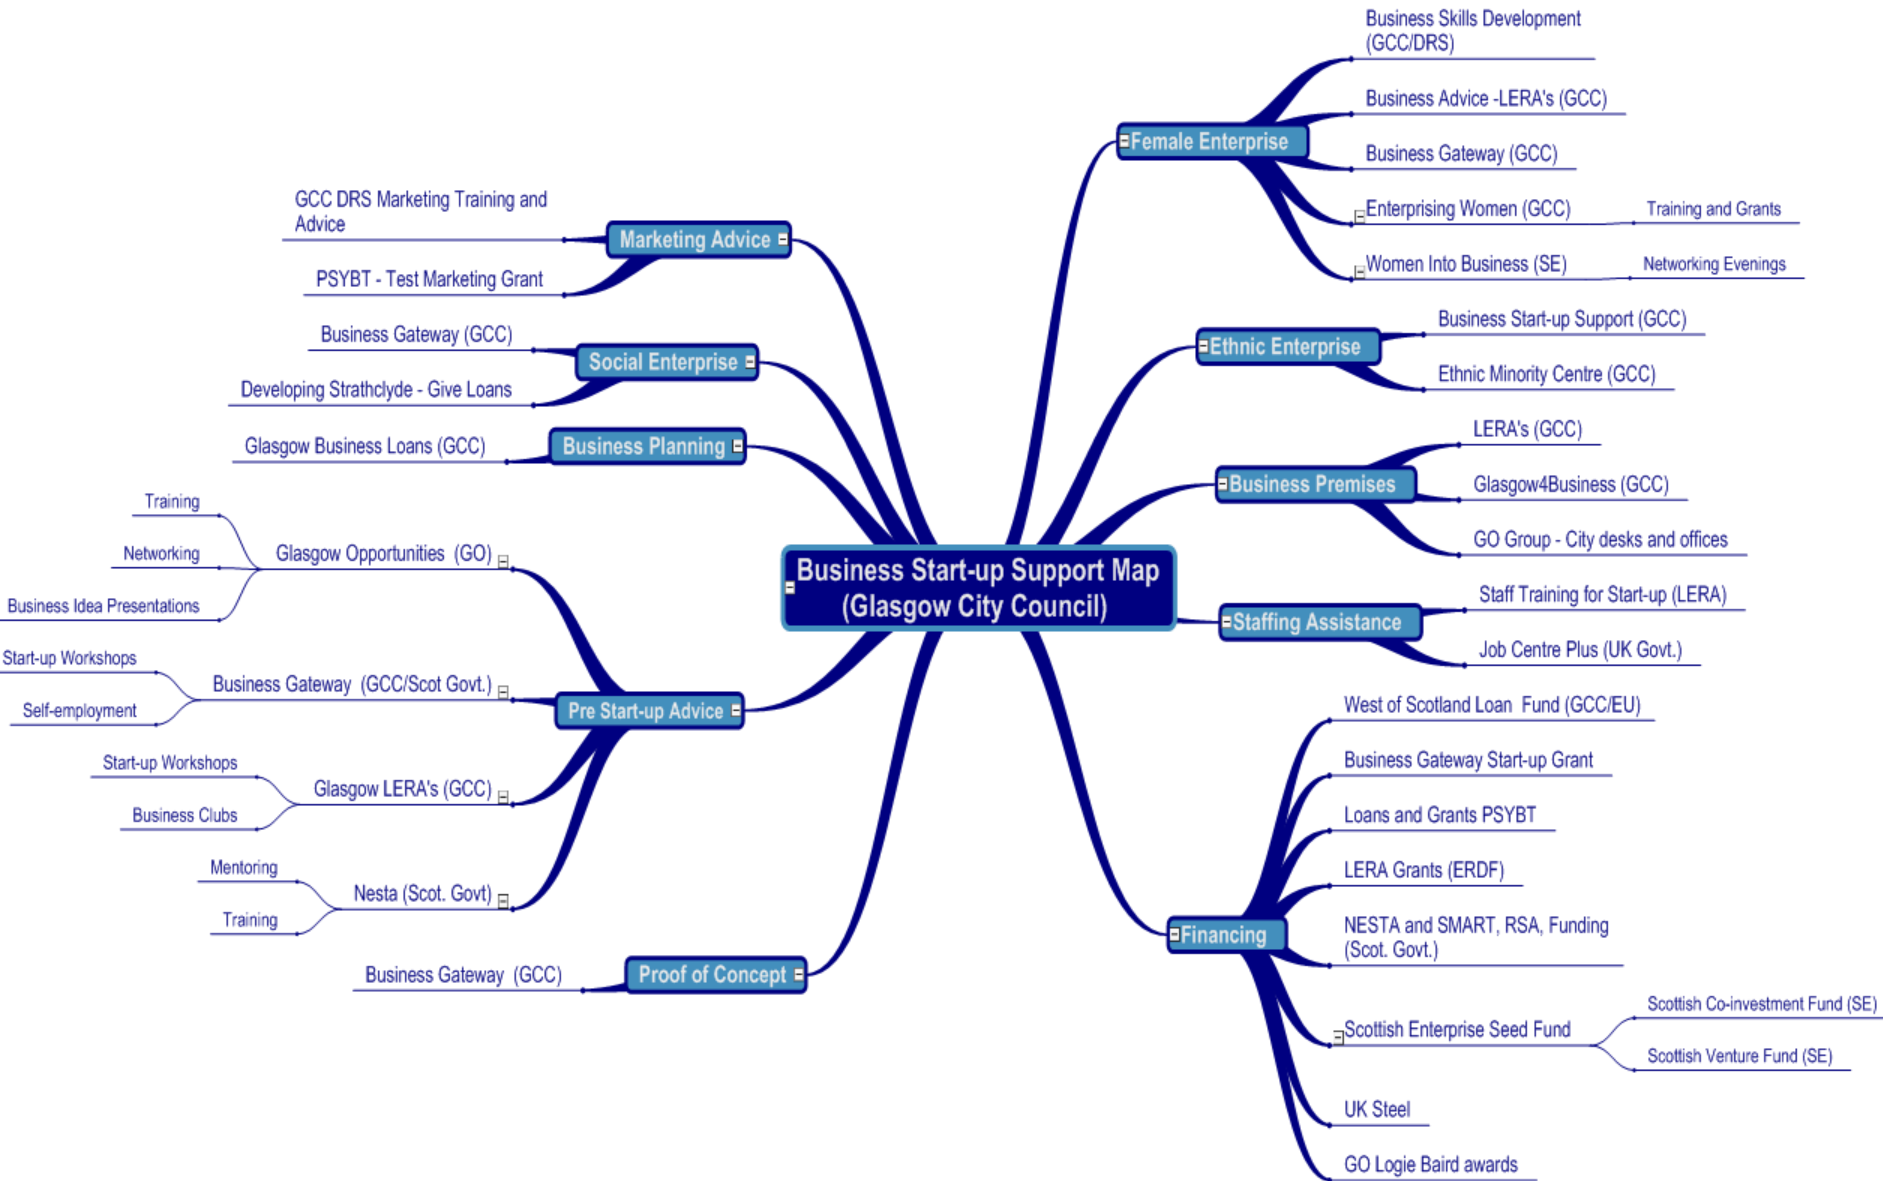 Business Start-up Support Map
(Glasgow City Council)
Female Enterprise
Business Skills Development
(GCC/DRS)
Business Advice -LERA's (GCC)
Business Gateway (GCC)
Enterprising Women (GCC)
Training and Grants
Women Into Business (SE)
Networking Evenings
Ethnic Enterprise
Business Start-up Support (GCC)
Ethnic Minority Centre (GCC)
Business Premises
LERA's (GCC)
Glasgow4Business (GCC)
GO Group - City desks and offices
Staffing Assistance
Staff Training for Start-up (LERA)
Job Centre Plus (UK Govt.)
Financing
West of Scotland Loan  Fund (GCC/EU)
Business Gateway Start-up Grant
Loans and Grants PSYBT
LERA Grants (ERDF)
NESTA and SMART, RSA, Funding
(Scot. Govt.)
Scottish Enterprise Seed Fund
Scottish Co-investment Fund (SE)
Scottish Venture Fund (SE)
UK Steel
GO Logie Baird awards
Marketing Advice
GCC DRS Marketing Training and
Advice
PSYBT - Test Marketing Grant
Social Enterprise
Business Gateway (GCC)
Developing Strathclyde - Give Loans
Business Planning
Glasgow Business Loans (GCC)
Pre Start-up Advice
Glasgow Opportunities  (GO)
Training
Networking
Business Idea Presentations
Business Gateway  (GCC/Scot Govt.)
Start-up Workshops
Self-employment
Glasgow LERA's (GCC)
Start-up Workshops
Business Clubs
Nesta (Scot. Govt)
Mentoring
Training
Proof of Concept
Business Gateway  (GCC)